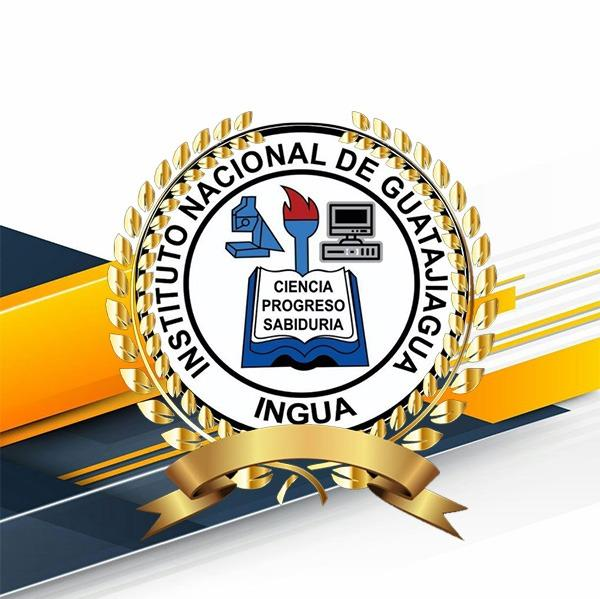 INSTITUTO NACIONAL DE GUATAJIAGUA
CIENCIA
PROGRESO
SABIDURIA
INGUA